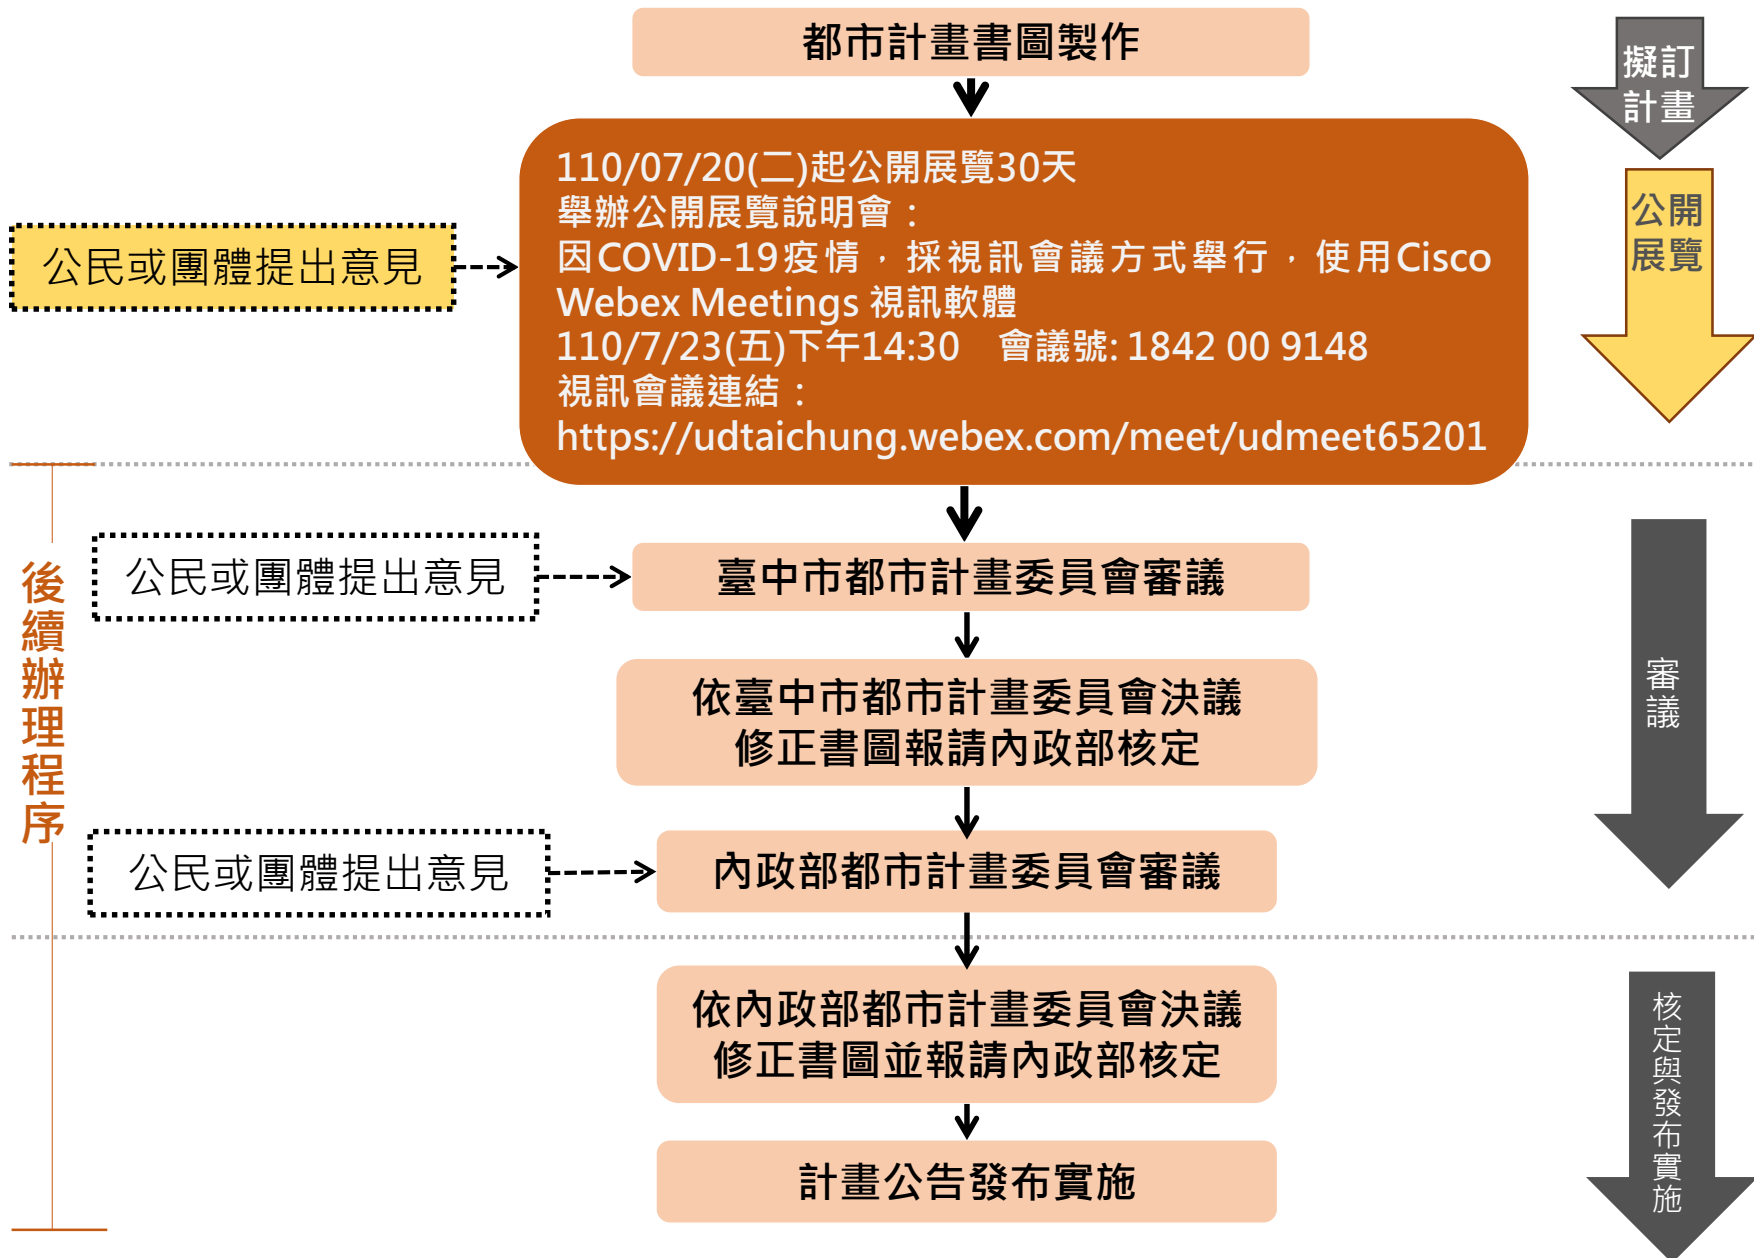 都市計畫書圖製作
擬訂
計畫
110/07/20(二)起公開展覽30天
舉辦公開展覽說明會：
因COVID-19疫情，採視訊會議方式舉行，使用Cisco
Webex Meetings 視訊軟體
110/7/23(五)下午14:30　會議號: 1842 00 9148
視訊會議連結：
https://udtaichung.webex.com/meet/udmeet65201
公民或團體提出意見
公開
展覽
後續辦理程序
公民或團體提出意見
臺中市都市計畫委員會審議
依臺中市都市計畫委員會決議
修正書圖報請內政部核定
審議
公民或團體提出意見
內政部都市計畫委員會審議
依內政部都市計畫委員會決議
修正書圖並報請內政部核定
計畫公告發布實施
核定與發布實施